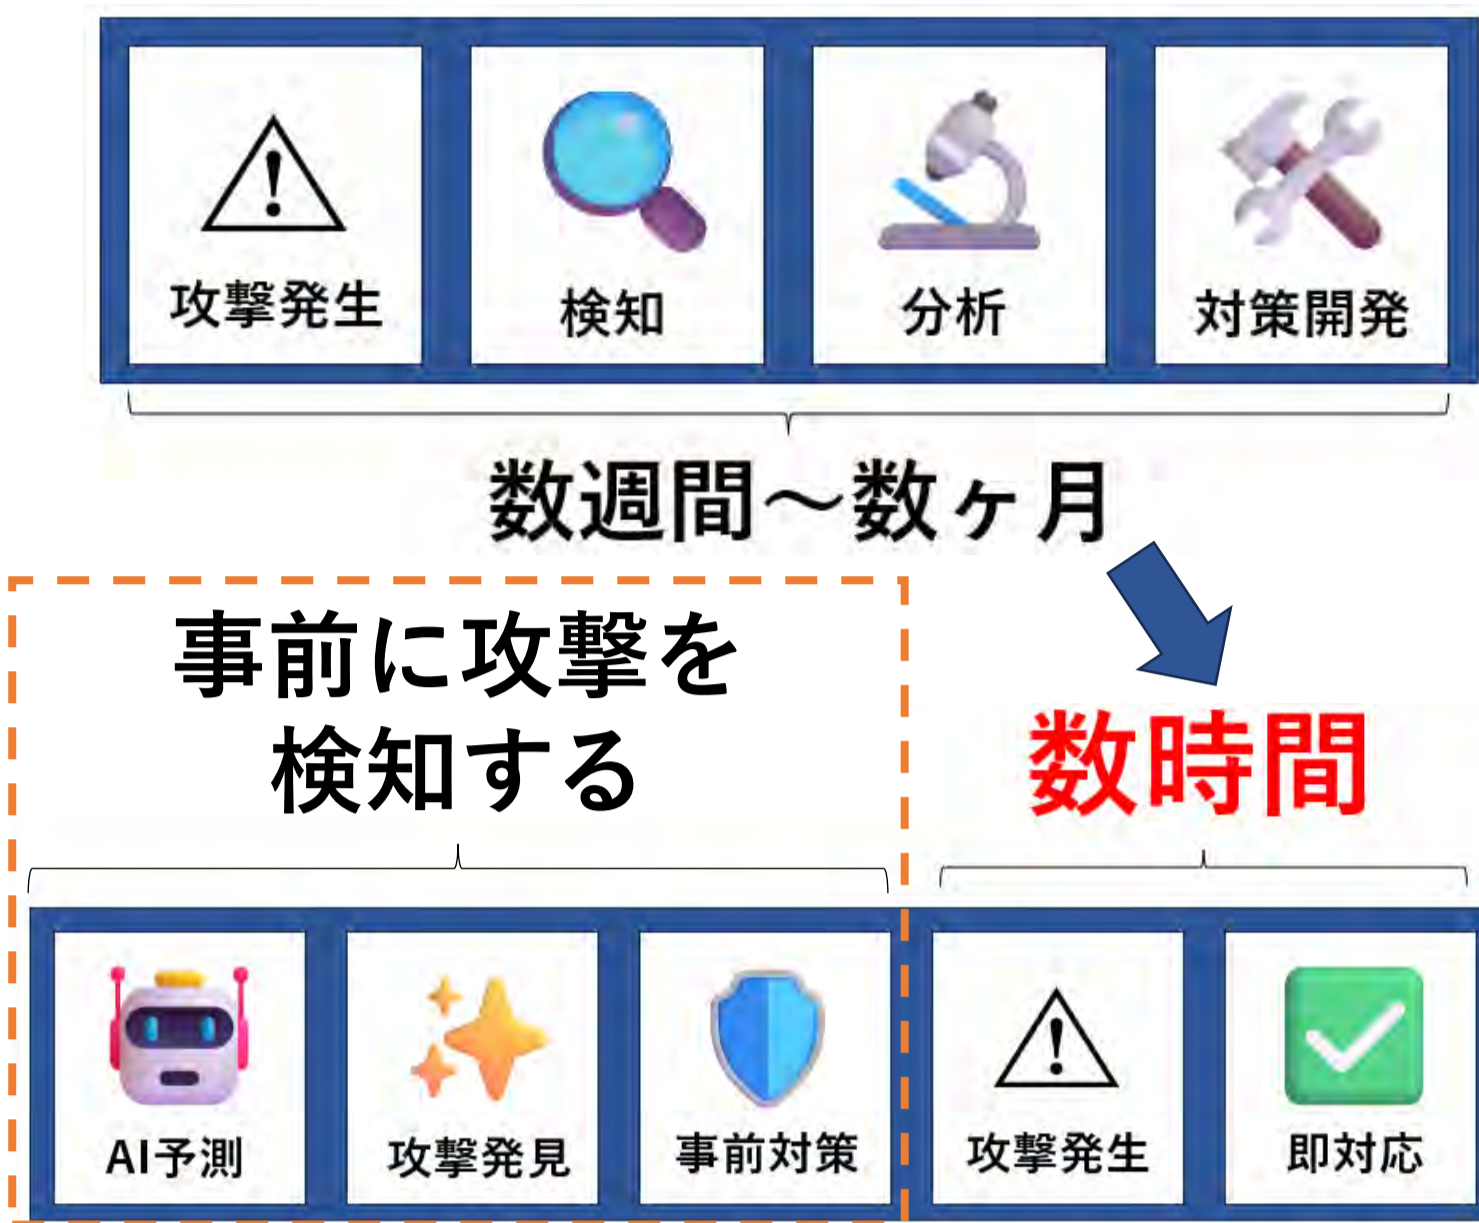 攻撃発生
検知
分析
対策開発
数週間～数ヶ月
事前に攻撃を
検知する
数時間
AI予測
攻撃発見
事前対策
攻撃発生
即対応